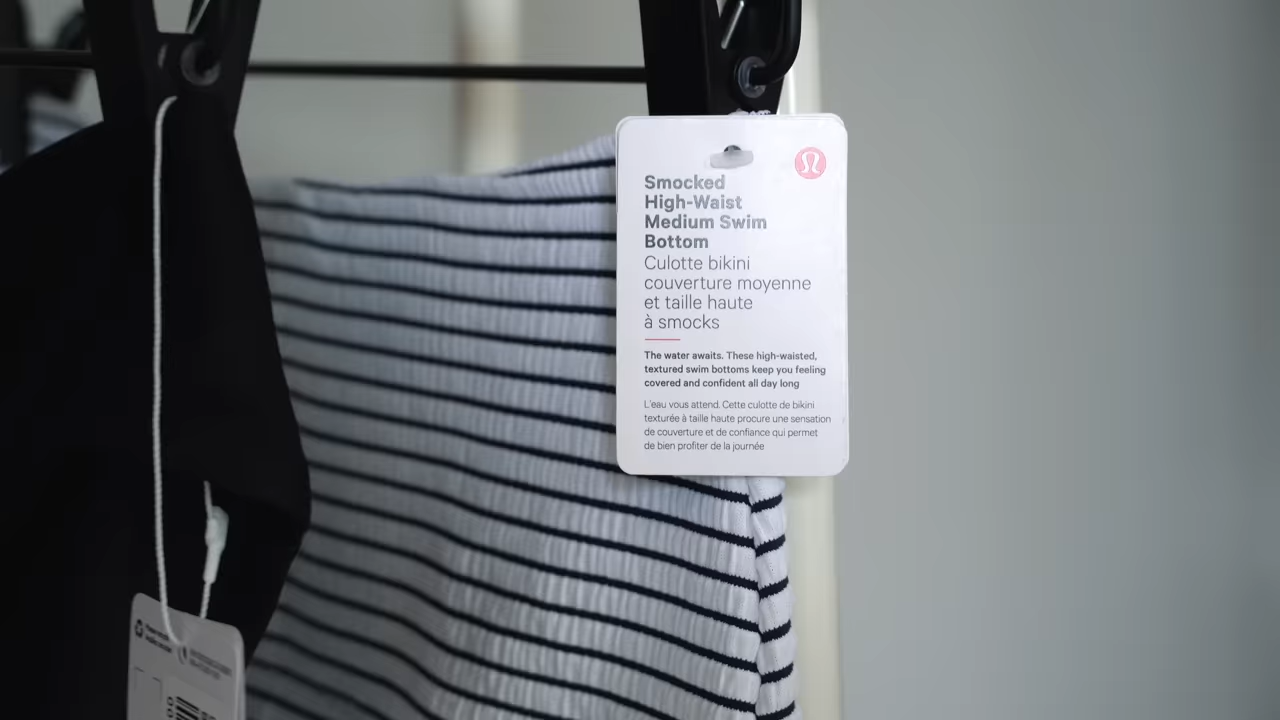 Smocked
High-Waist
Medium Swim
Bottom
Culotte bikini
couverture moyenne
et taille haute
à smocks
The water awaits. These high-waisted,
textured swim bottoms keep you feeling
covered and confident all day long
L'eau vous attend. Cette culotte de bikini
texturée à taille haute procure une sensation
de couverture et de confiance qui permet
de bien profiter de la journée